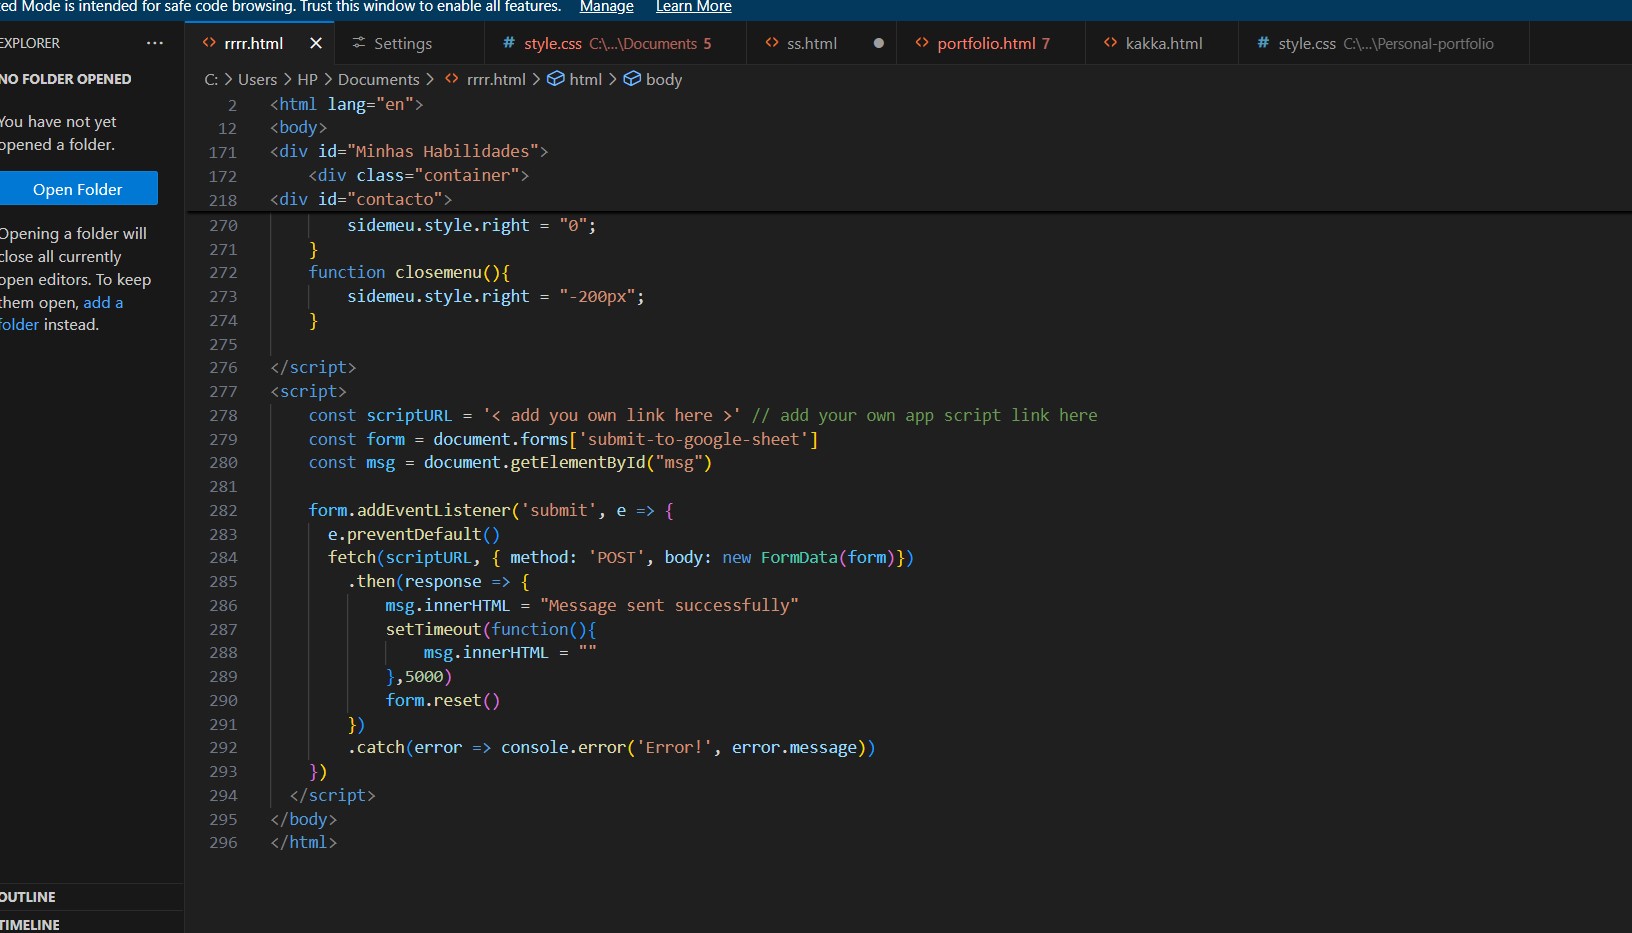 ed Mode is intended for safe code browsing. Trust this window to enable all features. Manage Learn More
EXPLORER ...
rrrr.html Settings style.css C:\...\Documents 5 ss.html portfolio.html 7 kakka.html style.css C:\...\Personal-portfolio
NO FOLDER OPENED
You have not yet
opened a folder.
Open Folder
Opening a folder will
close all currently
open editors. To keep
them open, add a
folder instead.
OUTLINE
TIMELINE
C: > Users > HP > Documents > rrrr.html > html > body
2 <html lang="en">
12 <body>
171 <div id="Minhas Habilidades">
172 <div class="container">
218 <div id="contacto">
270 sidemeu.style.right = "0";
271 }
272 function closemenu(){
273 sidemeu.style.right = "-200px";
274 }
275
276 </script>
277 <script>
278 const scriptURL = '< add you own link here >' // add your own app script link here
279 const form = document.forms['submit-to-google-sheet']
280 const msg = document.getElementById("msg")
281
282 form.addEventListener('submit', e => {
283 e.preventDefault()
284 fetch(scriptURL, { method: 'POST', body: new FormData(form)})
285 .then(response => {
286 msg.innerHTML = "Message sent successfully"
287 setTimeout(function(){
288 msg.innerHTML = ""
289 },5000)
290 form.reset()
291 })
292 .catch(error => console.error('Error!', error.message))
293 })
294 </script>
295 </body>
296 </html>